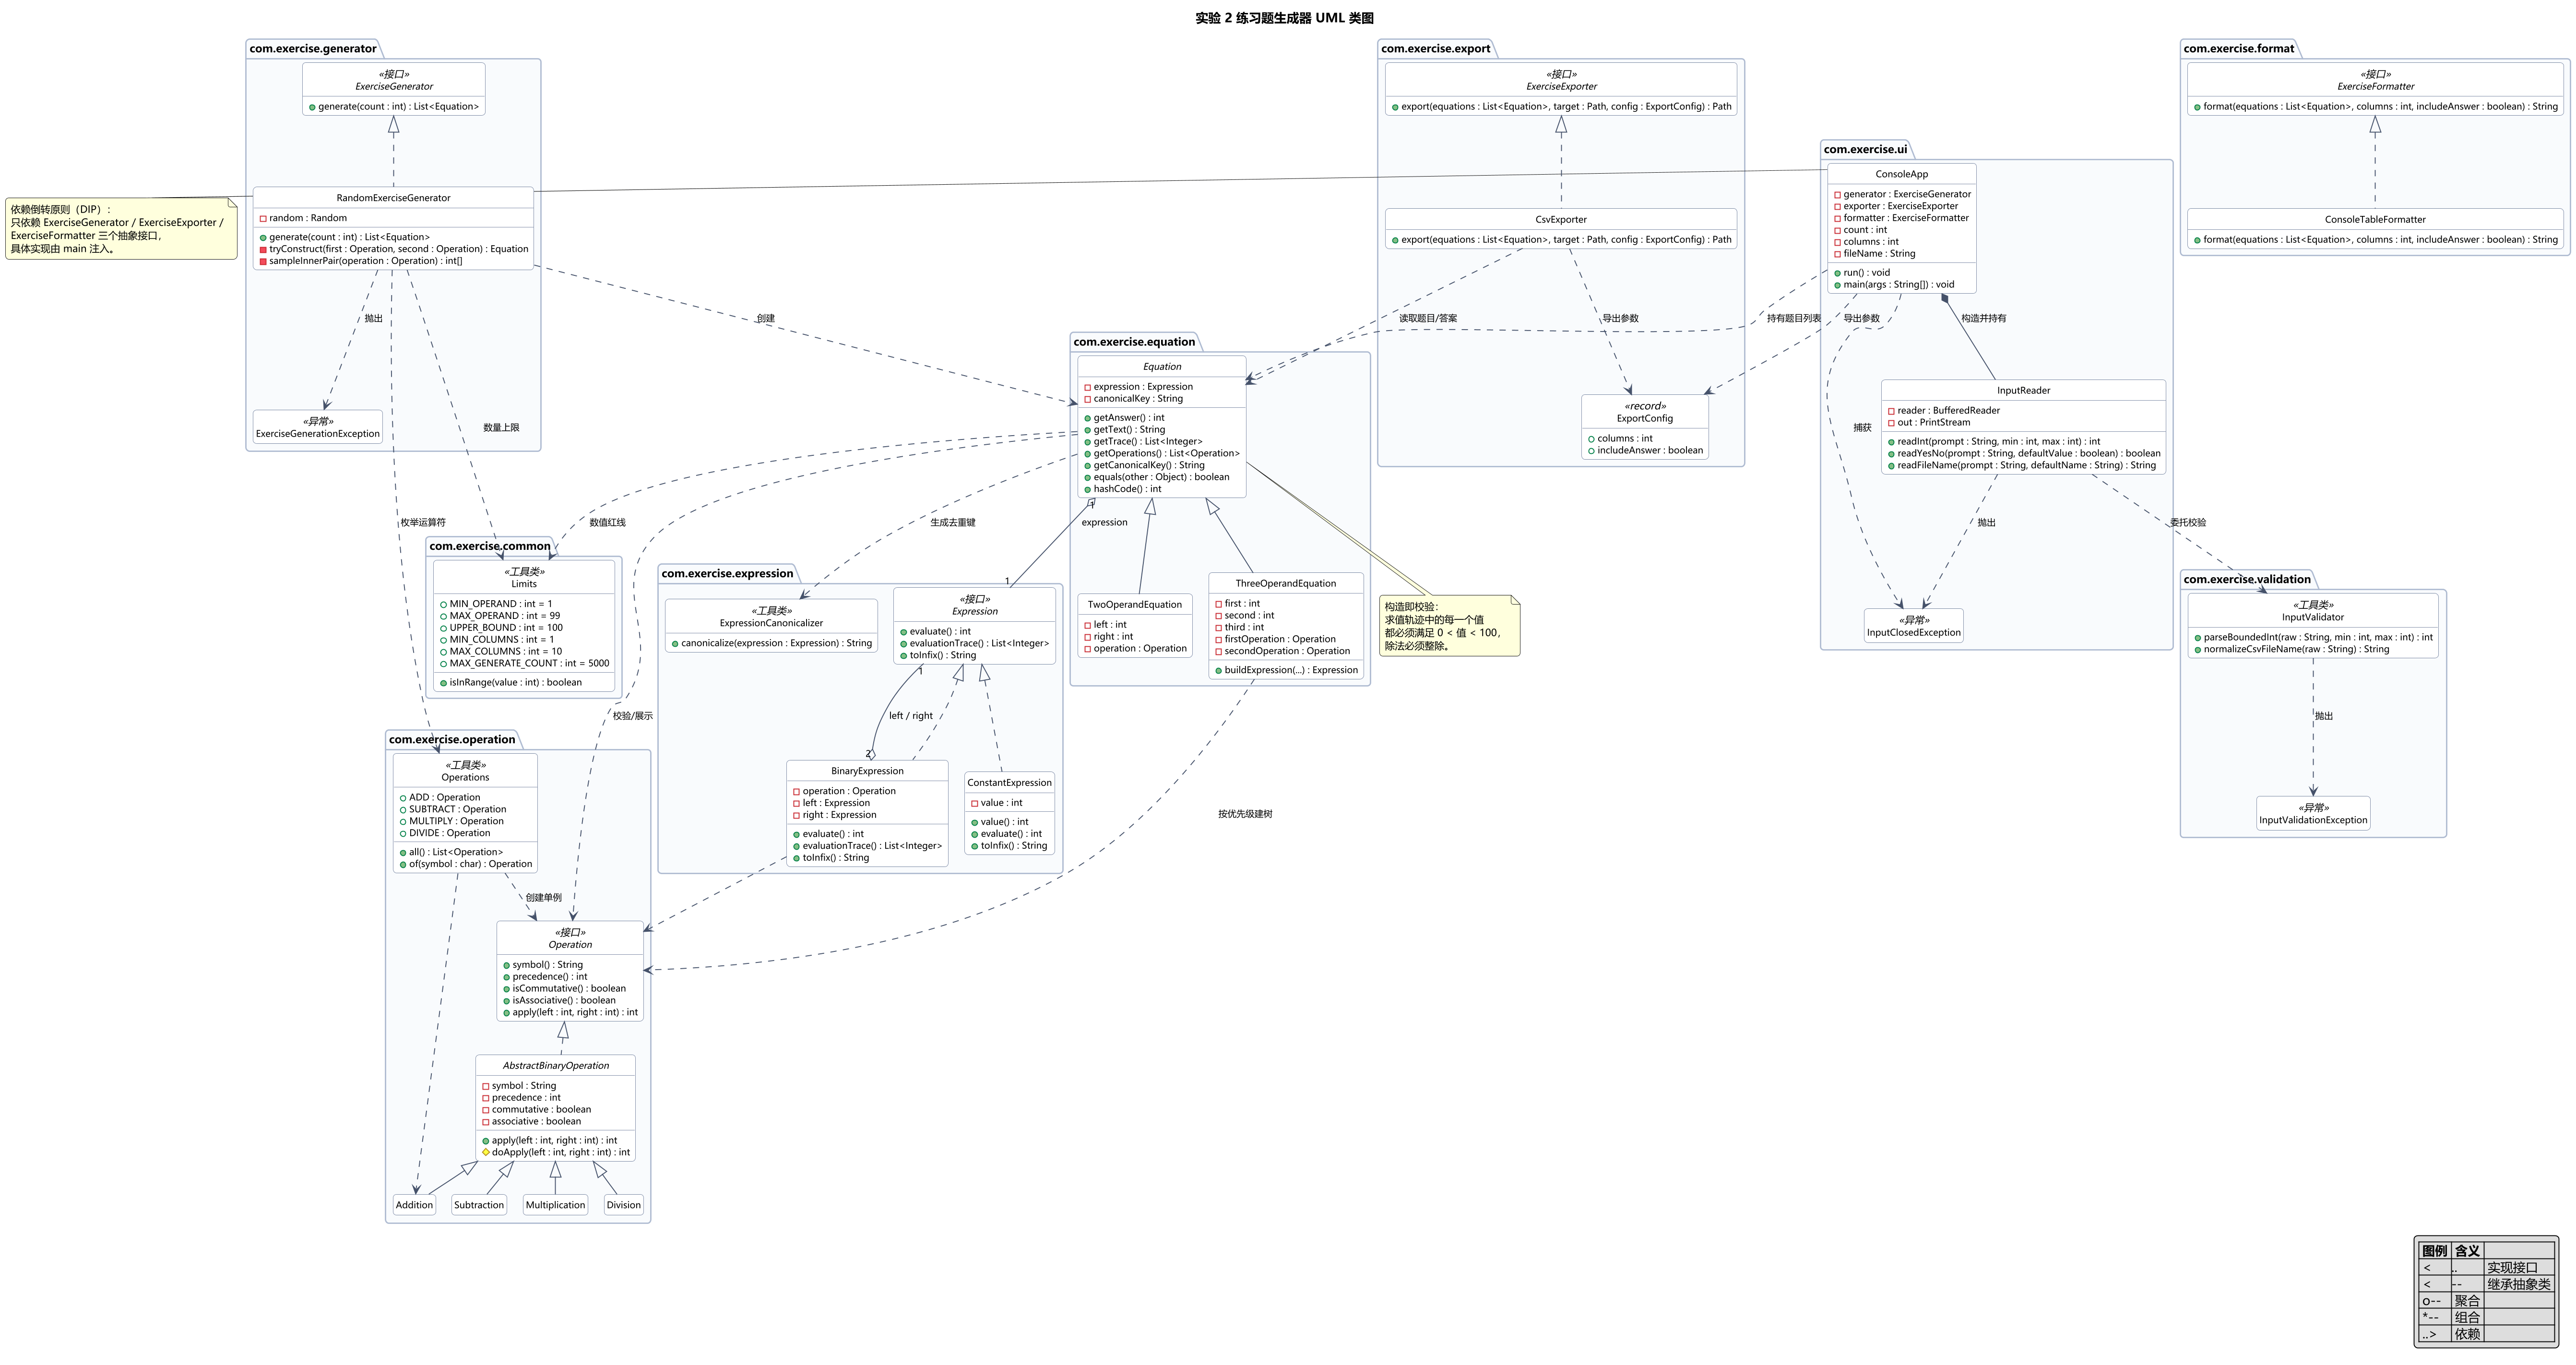 实验 2 练习题生成器 UML 类图
com.exercise.generator
«接口»
ExerciseGenerator
generate(count : int) : List<Equation>
RandomExerciseGenerator
random : Random
generate(count : int) : List<Equation>
tryConstruct(first : Operation, second : Operation) : Equation
sampleInnerPair(operation : Operation) : int[]
«异常»
ExerciseGenerationException
依赖倒转原则（DIP）：
只依赖 ExerciseGenerator / ExerciseExporter /
ExerciseFormatter 三个抽象接口，
具体实现由 main 注入。
com.exercise.export
«接口»
ExerciseExporter
export(equations : List<Equation>, target : Path, config : ExportConfig) : Path
CsvExporter
export(equations : List<Equation>, target : Path, config : ExportConfig) : Path
«record»
ExportConfig
columns : int
includeAnswer : boolean
com.exercise.format
«接口»
ExerciseFormatter
format(equations : List<Equation>, columns : int, includeAnswer : boolean) : String
ConsoleTableFormatter
format(equations : List<Equation>, columns : int, includeAnswer : boolean) : String
com.exercise.ui
ConsoleApp
generator : ExerciseGenerator
exporter : ExerciseExporter
formatter : ExerciseFormatter
count : int
columns : int
fileName : String
run() : void
main(args : String[]) : void
InputReader
reader : BufferedReader
out : PrintStream
readInt(prompt : String, min : int, max : int) : int
readYesNo(prompt : String, defaultValue : boolean) : boolean
readFileName(prompt : String, defaultName : String) : String
«异常»
InputClosedException
抛出
创建
读取题目/答案
导出参数
持有题目列表
导出参数
构造并持有
数量上限
捕获
枚举运算符
数值红线
生成去重键
抛出
委托校验
com.exercise.equation
Equation
expression : Expression
canonicalKey : String
getAnswer() : int
getText() : String
getTrace() : List<Integer>
getOperations() : List<Operation>
getCanonicalKey() : String
equals(other : Object) : boolean
hashCode() : int
1
expression
1
TwoOperandEquation
left : int
right : int
operation : Operation
ThreeOperandEquation
first : int
second : int
third : int
firstOperation : Operation
secondOperation : Operation
buildExpression(...) : Expression
构造即校验：
求值轨迹中的每一个值
都必须满足 0 < 值 < 100，
除法必须整除。
com.exercise.common
«工具类»
Limits
MIN_OPERAND : int = 1
MAX_OPERAND : int = 99
UPPER_BOUND : int = 100
MIN_COLUMNS : int = 1
MAX_COLUMNS : int = 10
MAX_GENERATE_COUNT : int = 5000
isInRange(value : int) : boolean
com.exercise.expression
«工具类»
ExpressionCanonicalizer
canonicalize(expression : Expression) : String
«接口»
Expression
evaluate() : int
evaluationTrace() : List<Integer>
toInfix() : String
1
left / right
2
BinaryExpression
operation : Operation
left : Expression
right : Expression
evaluate() : int
evaluationTrace() : List<Integer>
toInfix() : String
ConstantExpression
value : int
value() : int
evaluate() : int
toInfix() : String
com.exercise.validation
«工具类»
InputValidator
parseBoundedInt(raw : String, min : int, max : int) : int
normalizeCsvFileName(raw : String) : String
抛出
«异常»
InputValidationException
校验/展示
按优先级建树
com.exercise.operation
«工具类»
Operations
ADD : Operation
SUBTRACT : Operation
MULTIPLY : Operation
DIVIDE : Operation
all() : List<Operation>
of(symbol : char) : Operation
创建单例
«接口»
Operation
symbol() : String
precedence() : int
isCommutative() : boolean
isAssociative() : boolean
apply(left : int, right : int) : int
AbstractBinaryOperation
symbol : String
precedence : int
commutative : boolean
associative : boolean
apply(left : int, right : int) : int
doApply(left : int, right : int) : int
Addition
Subtraction
Multiplication
Division
图例 含义
< .. 实现接口
< -- 继承抽象类
o-- 聚合
*-- 组合
..> 依赖